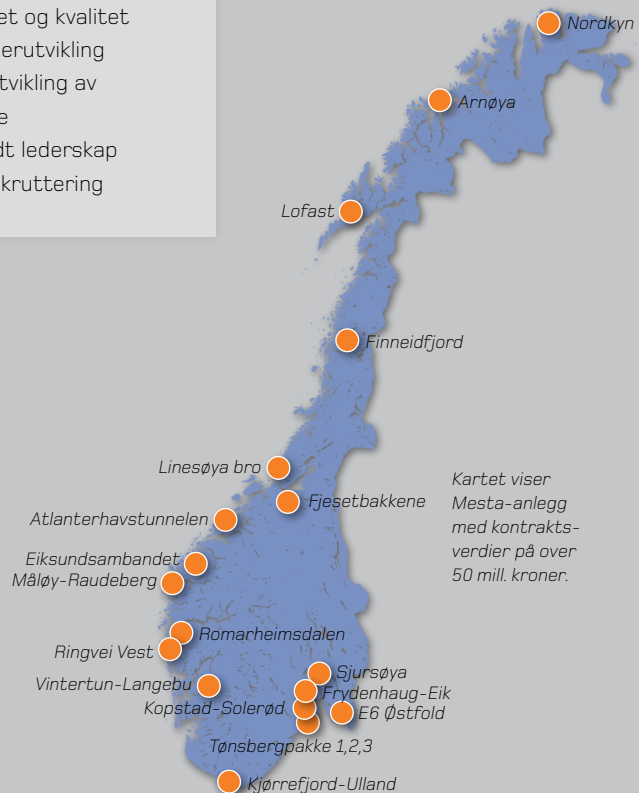 et og kvalitet
erutvikling
tvikling av
e
dt lederskap
kruttering
Nordkyn
Arnøya
Lofast
Finneidfjord
Linesøya bro
Fjesetbakkene
Atlanterhavstunnelen
Eiksundsambandet
Måløy-Raudeberg
Romarheimsdalen
Ringvei Vest
Vintertun-Langebu
Sjursøya
Frydenhaug-Eik
Kopstad-Solerød
E6 Østfold
Tønsbergpakke 1,2,3
Kjørrefjord-Ulland
Kartet viser
Mesta-anlegg
med kontrakts-
verdier på over
50 mill. kroner.